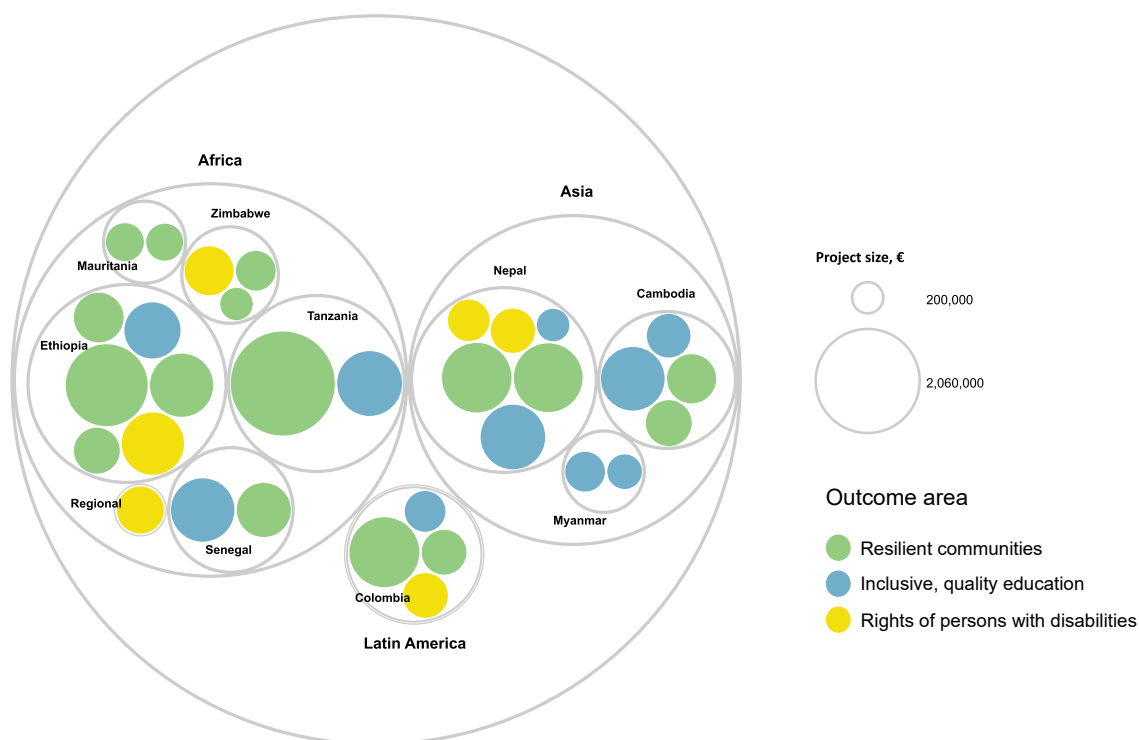 Africa
Asia
Zimbabwe
Mauritania
Nepal
Cambodia
Tanzania
Ethiopia
Regional
Senegal
Myanmar
Colombia
Latin America
Project size, €
200,000
2,060,000
Outcome area
Resilient communities
Inclusive, quality education
Rights of persons with disabilities